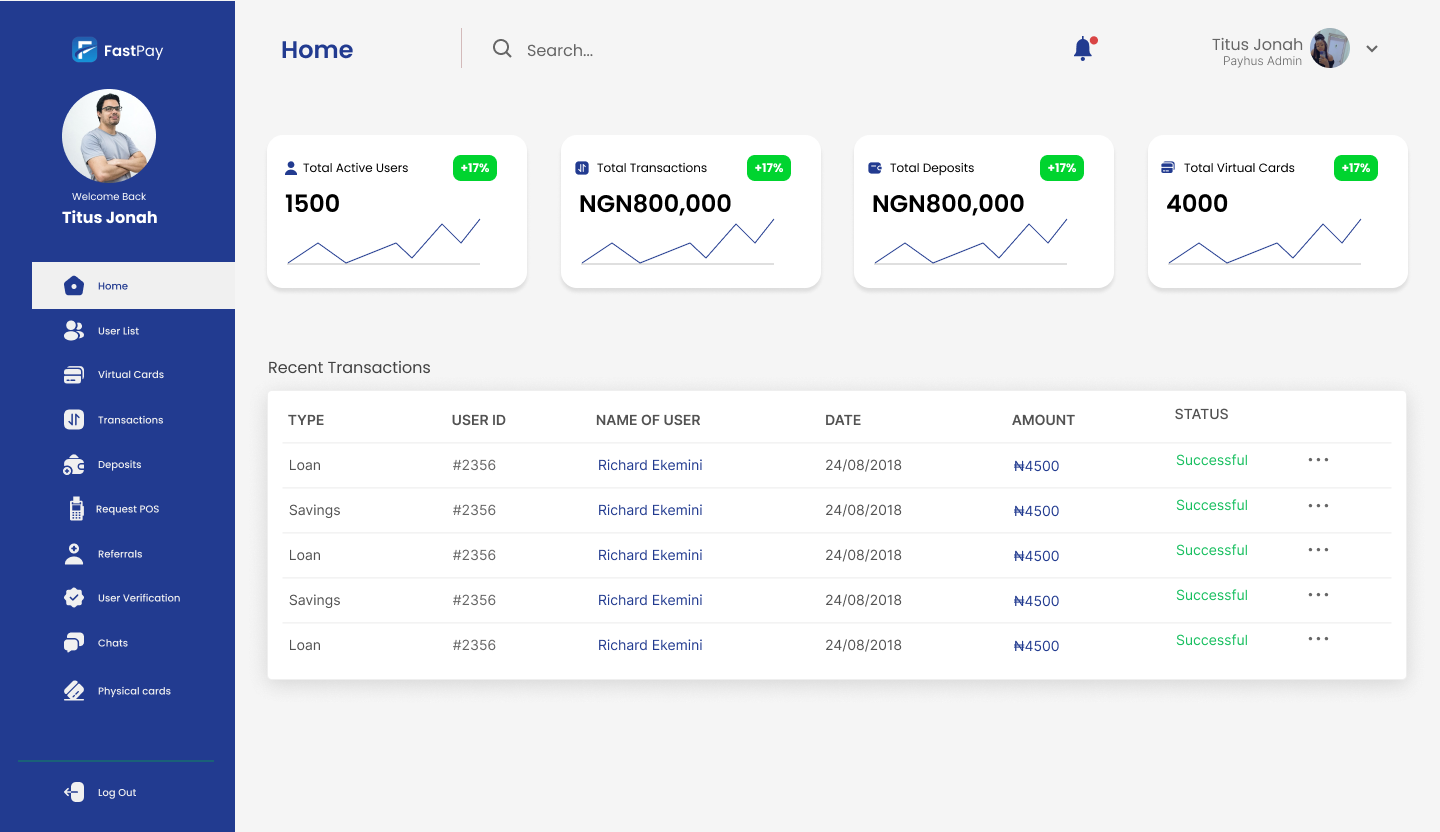 FastPay
Welcome Back
Titus Jonah
Home
User List
Virtual Cards
Transactions
Deposits
Request POS
Referrals
User Verification
Chats
Physical cards
Log Out
Home
Search...
Titus Jonah
Payhus Admin
Total Active Users +17%
1500
Total Transactions +17%
NGN800,000
Total Deposits +17%
NGN800,000
Total Virtual Cards +17%
4000
Recent Transactions
TYPE USER ID NAME OF USER DATE AMOUNT STATUS
Loan #2356 Richard Ekemini 24/08/2018 ₦4500 Successful
Savings #2356 Richard Ekemini 24/08/2018 ₦4500 Successful
Loan #2356 Richard Ekemini 24/08/2018 ₦4500 Successful
Savings #2356 Richard Ekemini 24/08/2018 ₦4500 Successful
Loan #2356 Richard Ekemini 24/08/2018 ₦4500 Successful